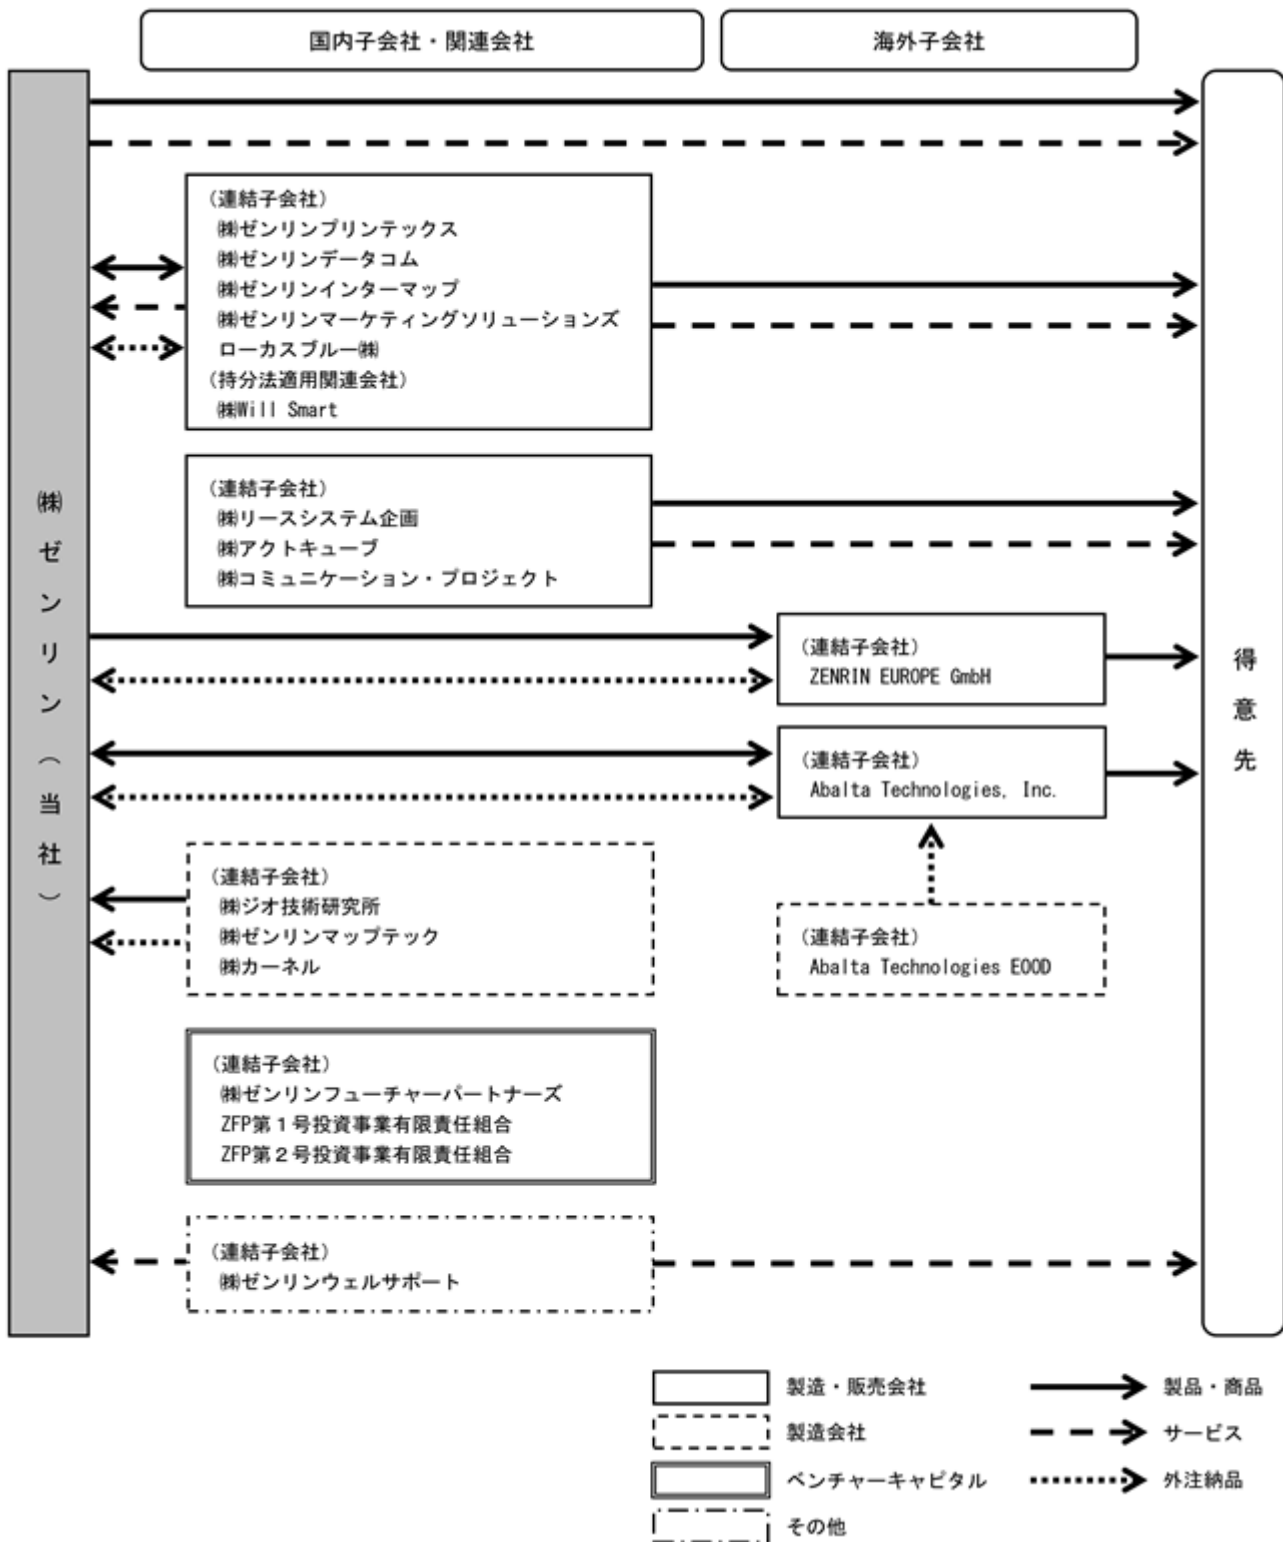 国内子会社・関連会社
海外子会社
㈱ゼンリン（当社）
得意先
（連結子会社）
㈱ゼンリンプリンテックス
㈱ゼンリンデータコム
㈱ゼンリンインターマップ
㈱ゼンリンマーケティングソリューションズ
ローカスブルー㈱
（持分法適用関連会社）
㈱Will Smart
（連結子会社）
㈱リースシステム企画
㈱アクトキューブ
㈱コミュニケーション・プロジェクト
（連結子会社）
ZENRIN EUROPE GmbH
（連結子会社）
Abalta Technologies, Inc.
（連結子会社）
㈱ジオ技術研究所
㈱ゼンリンマップテック
㈱カーネル
（連結子会社）
Abalta Technologies EOOD
（連結子会社）
㈱ゼンリンフューチャーパートナーズ
ZFP第１号投資事業有限責任組合
ZFP第２号投資事業有限責任組合
（連結子会社）
㈱ゼンリンウェルサポート
製造・販売会社
製品・商品
製造会社
サービス
ベンチャーキャピタル
外注納品
その他